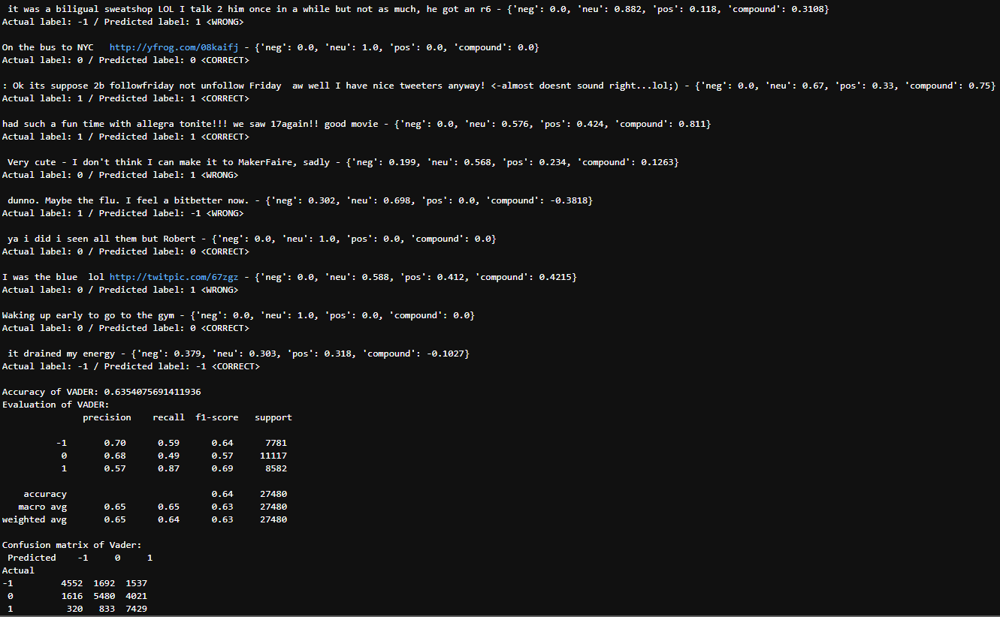 it was a biligual sweatshop LOL I talk 2 him once in a while but not as much, he got an r6 - {'neg': 0.0, 'neu': 0.882, 'pos': 0.118, 'compound': 0.3108}
Actual label: -1 / Predicted label: 1 <WRONG>
On the bus to NYC   http://yfrog.com/08kaifj - {'neg': 0.0, 'neu': 1.0, 'pos': 0.0, 'compound': 0.0}
Actual label: 0 / Predicted label: 0 <CORRECT>
: Ok its suppose 2b followfriday not unfollow Friday  aw well I have nice tweeters anyway! <-almost doesnt sound right...lol;) - {'neg': 0.0, 'neu': 0.67, 'pos': 0.33, 'compound': 0.75}
Actual label: 1 / Predicted label: 1 <CORRECT>
had such a fun time with allegra tonite!!! we saw 17again!! good movie - {'neg': 0.0, 'neu': 0.576, 'pos': 0.424, 'compound': 0.811}
Actual label: 1 / Predicted label: 1 <CORRECT>
Very cute - I don't think I can make it to MakerFaire, sadly - {'neg': 0.199, 'neu': 0.568, 'pos': 0.234, 'compound': 0.1263}
Actual label: 0 / Predicted label: 1 <WRONG>
dunno. Maybe the flu. I feel a bitbetter now. - {'neg': 0.302, 'neu': 0.698, 'pos': 0.0, 'compound': -0.3818}
Actual label: 1 / Predicted label: -1 <WRONG>
ya i did i seen all them but Robert - {'neg': 0.0, 'neu': 1.0, 'pos': 0.0, 'compound': 0.0}
Actual label: 0 / Predicted label: 0 <CORRECT>
I was the blue  lol http://twitpic.com/67zgz - {'neg': 0.0, 'neu': 0.588, 'pos': 0.412, 'compound': 0.4215}
Actual label: 0 / Predicted label: 1 <WRONG>
Waking up early to go to the gym - {'neg': 0.0, 'neu': 1.0, 'pos': 0.0, 'compound': 0.0}
Actual label: 0 / Predicted label: 0 <CORRECT>
it drained my energy - {'neg': 0.379, 'neu': 0.303, 'pos': 0.318, 'compound': -0.1027}
Actual label: -1 / Predicted label: -1 <CORRECT>
Accuracy of VADER: 0.6354075691411936
Evaluation of VADER:
precision    recall  f1-score   support
-1       0.70      0.59      0.64      7781
0       0.68      0.49      0.57     11117
1       0.57      0.87      0.69      8582
accuracy                           0.64     27480
macro avg       0.65      0.65      0.63     27480
weighted avg       0.65      0.64      0.63     27480
Confusion matrix of Vader:
Predicted    -1     0     1
Actual
-1         4552  1692  1537
0         1616  5480  4021
1          320   833  7429